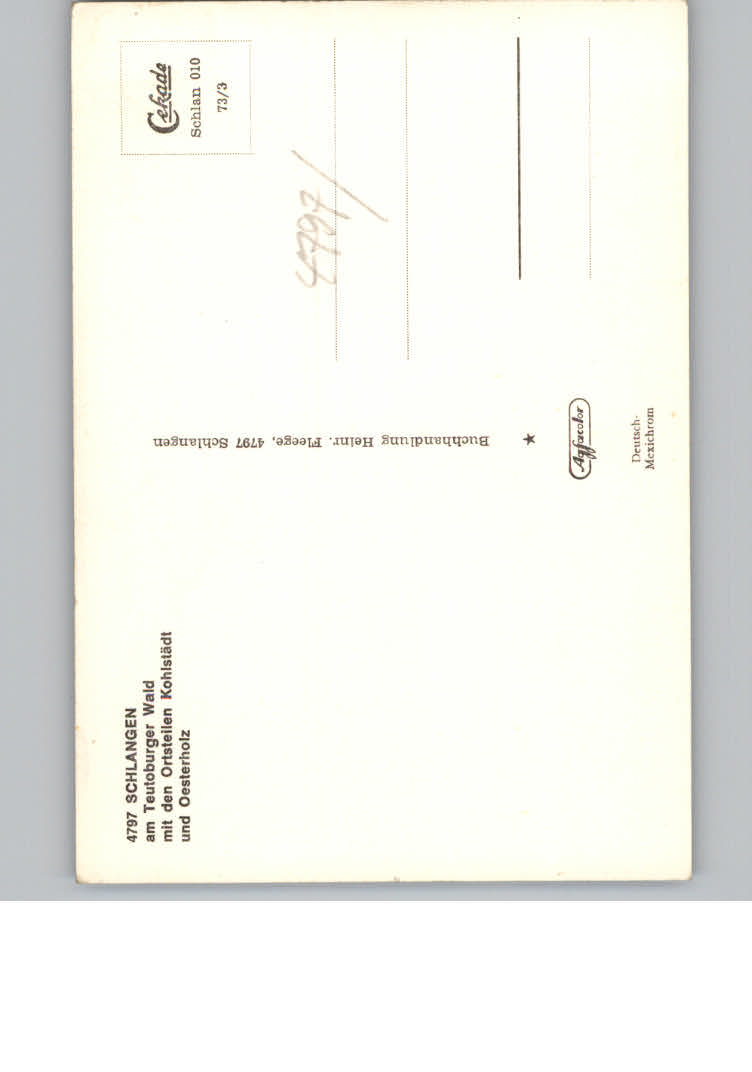 4797 SCHLANGEN
am Teutoburger Wald
mit den Ortsteilen Kohlstädt
und Oesterholz
Buchhandlung Heinr. Fleege, 4797 Schlangen
Cekade
Schlan 010
73/3
4797/
Agfacolor
Deutsch-
Mexichrom